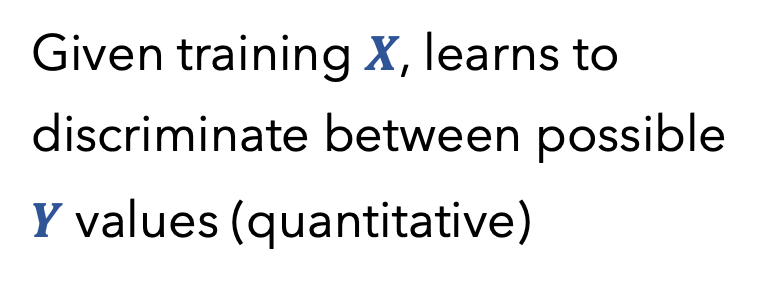 Given training X, learns to
discriminate between possible
Y values (quantitative)